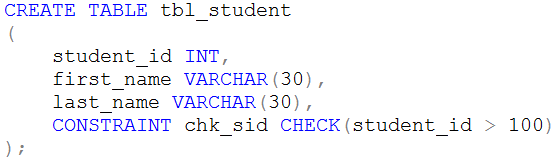 CREATE TABLE tbl_student
(
    student_id INT,
    first_name VARCHAR(30),
    last_name VARCHAR(30),
    CONSTRAINT chk_sid CHECK(student_id > 100)
);